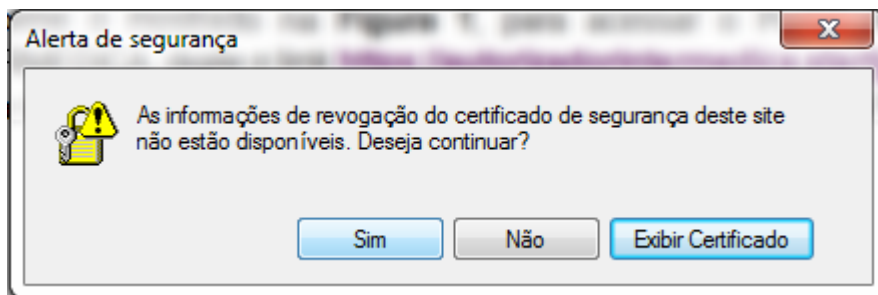 Alerta de segurança
As informações de revogação do certificado de segurança deste site
não estão disponíveis. Deseja continuar?
Sim
Não
Exibir Certificado